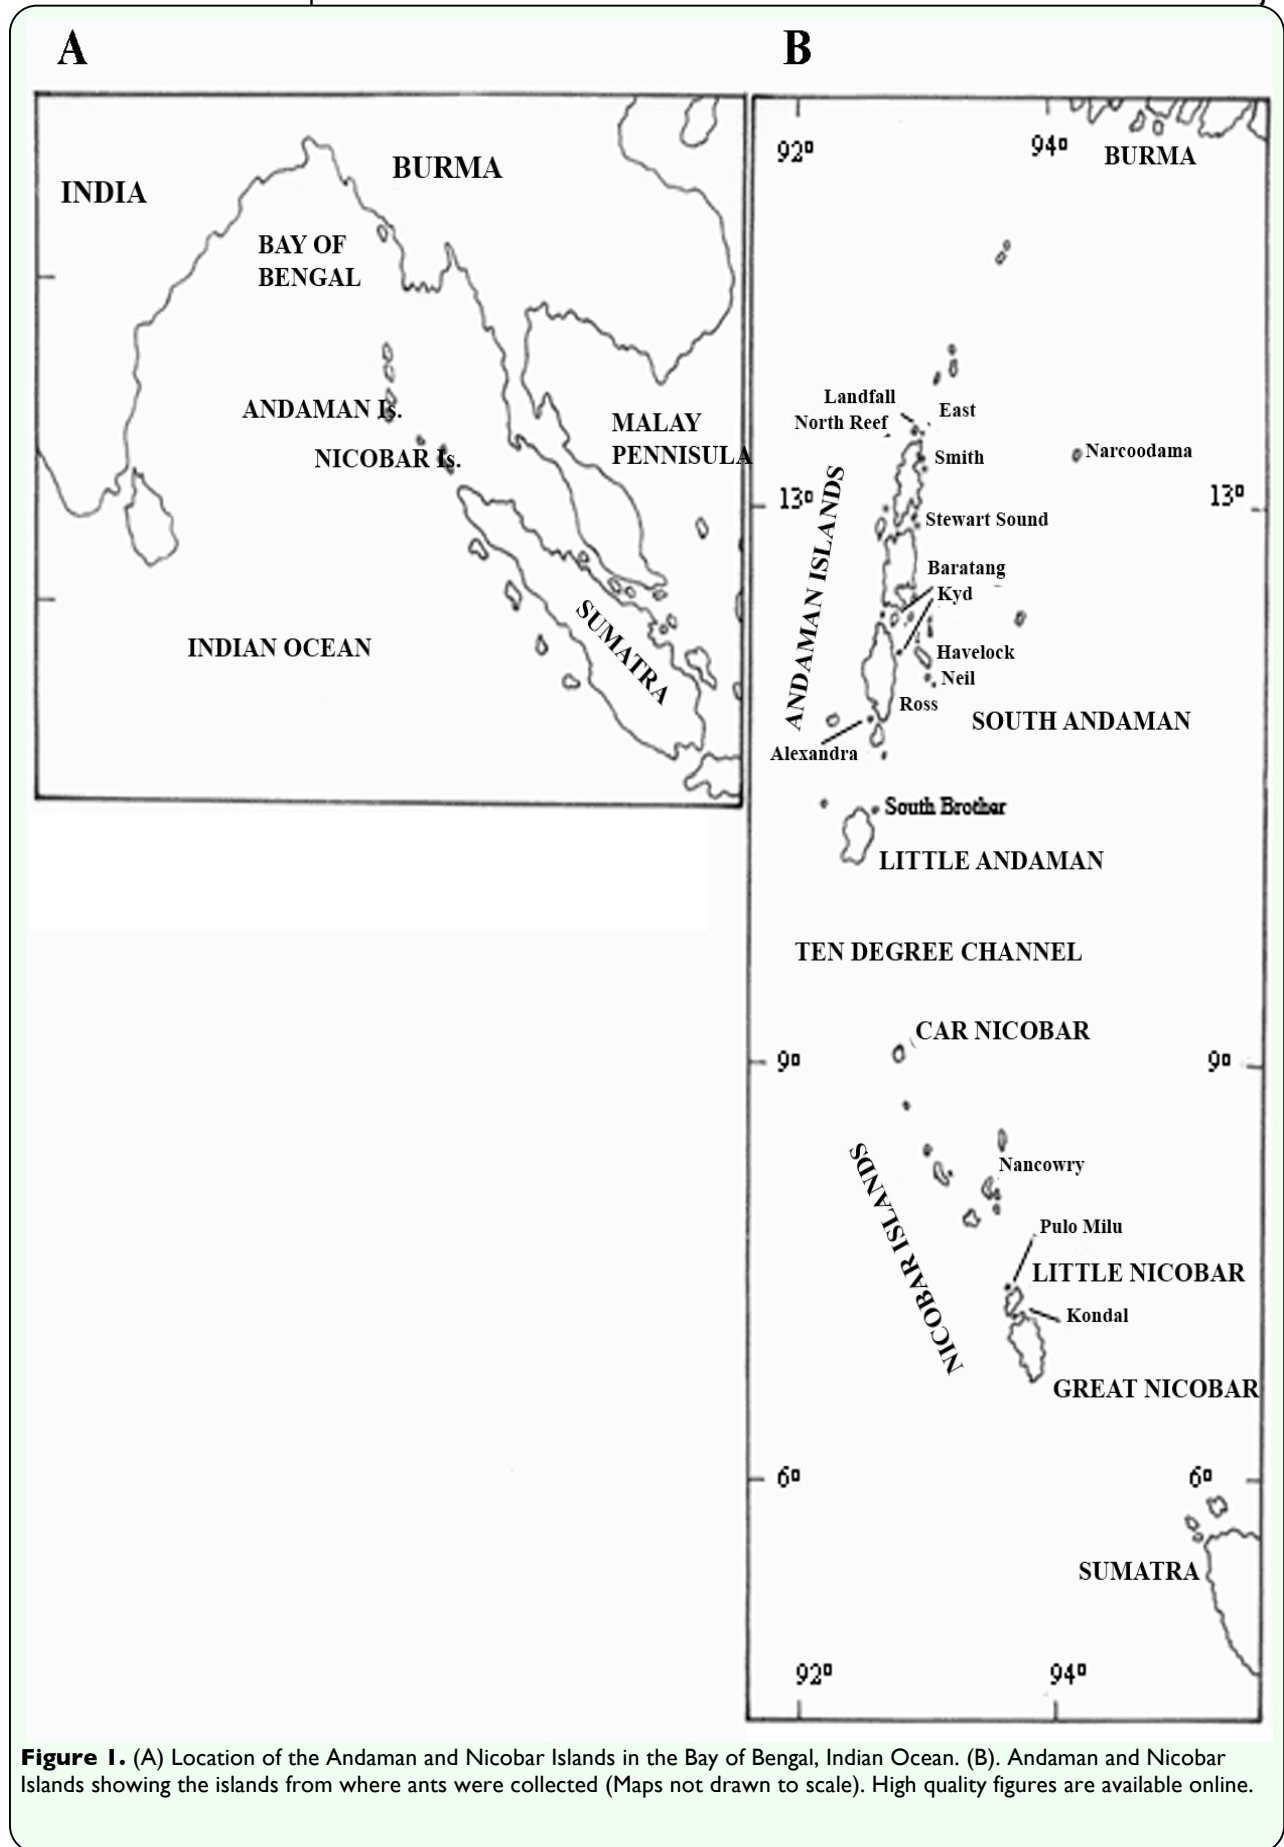 A
INDIA
BURMA
BAY OF
BENGAL
ANDAMAN Is.
NICOBAR Is.
MALAY
PENNISULA
INDIAN OCEAN
SUMATRA
B
92º
94º
BURMA
Landfall
North Reef
East
Smith
Narcoodama
13º
13º
Stewart Sound
ANDAMAN ISLANDS
Baratang
Kyd
Havelock
Neil
Ross
SOUTH ANDAMAN
Alexandra
South Brother
LITTLE ANDAMAN
TEN DEGREE CHANNEL
CAR NICOBAR
9º
9º
NICOBAR ISLANDS
Nancowry
Pulo Milu
LITTLE NICOBAR
Kondal
GREAT NICOBAR
6º
6º
SUMATRA
92º
94º
Figure 1. (A) Location of the Andaman and Nicobar Islands in the Bay of Bengal, Indian Ocean. (B). Andaman and Nicobar
Islands showing the islands from where ants were collected (Maps not drawn to scale). High quality figures are available online.